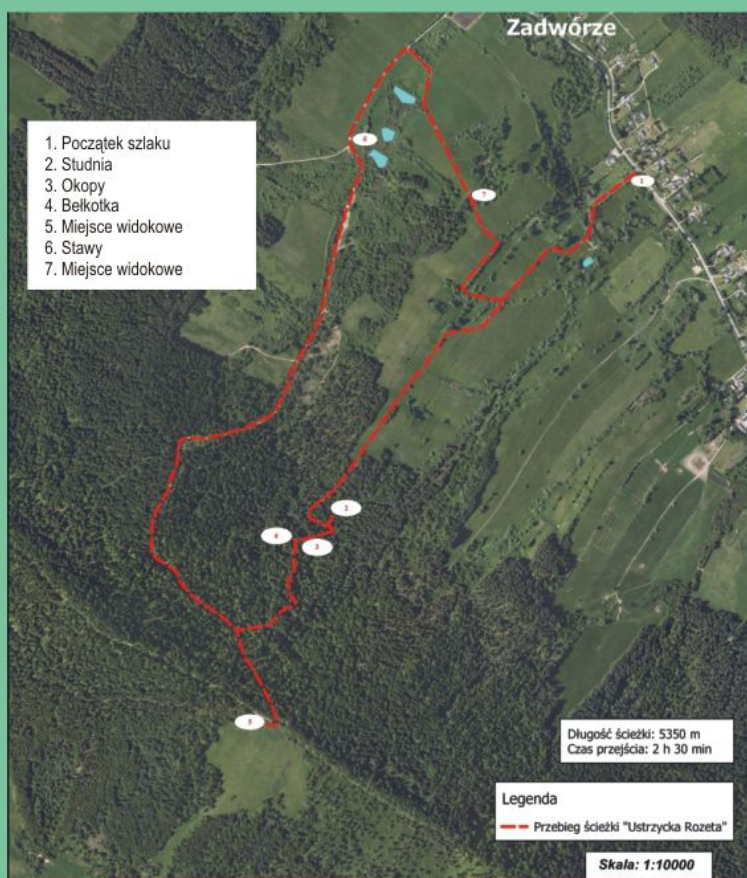 Zadwórze
1. Początek szlaku
2. Studnia
3. Okopy
4. Bełkotka
5. Miejsce widokowe
6. Stawy
7. Miejsce widokowe
6
7
1
2
4
3
5
Długość ścieżki: 5350 m
Czas przejścia: 2 h 30 min
Legenda
Przebieg ścieżki "Ustrzycka Rozeta"
Skala: 1:10000